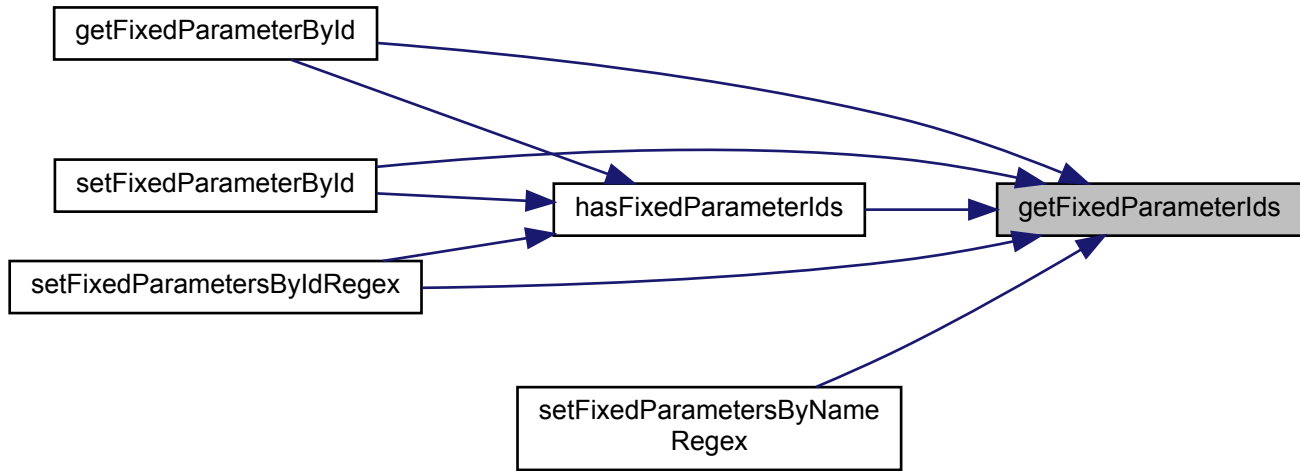 getFixedParameterById
setFixedParameterById
hasFixedParameterIds
getFixedParameterIds
setFixedParametersByIdRegex
setFixedParametersByName
Regex